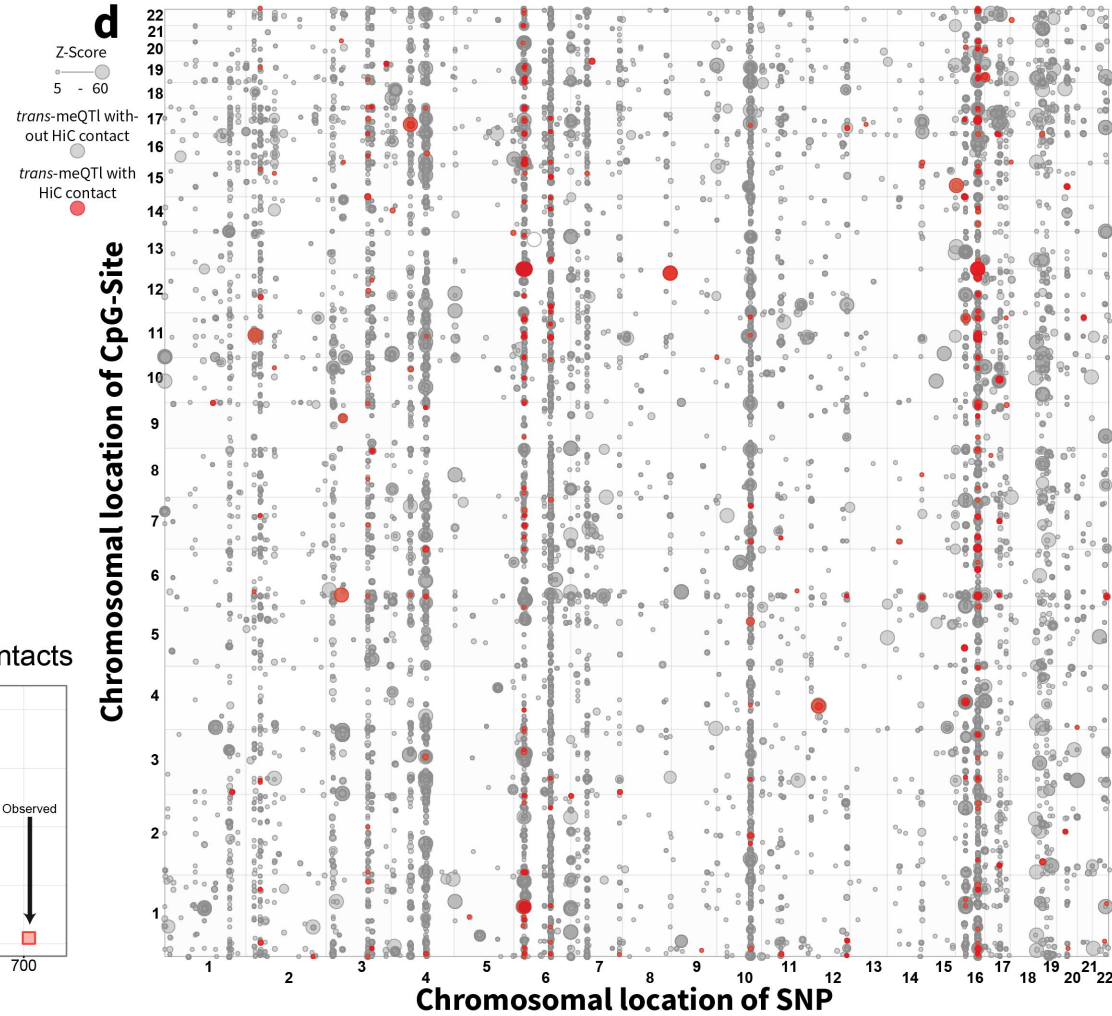 d
Z-Score
5 - 60
trans-meQTl with-
out HiC contact
trans-meQTl with
HiC contact
Chromosomal location of CpG-Site
22
21
20
19
18
17
16
15
14
13
12
11
10
9
8
7
6
5
4
3
2
1
1 2 3 4 5 6 7 8 9 10 11 12 13 14 15 16 17 18 19 20 21 22
Chromosomal location of SNP
ntacts
Observed
700